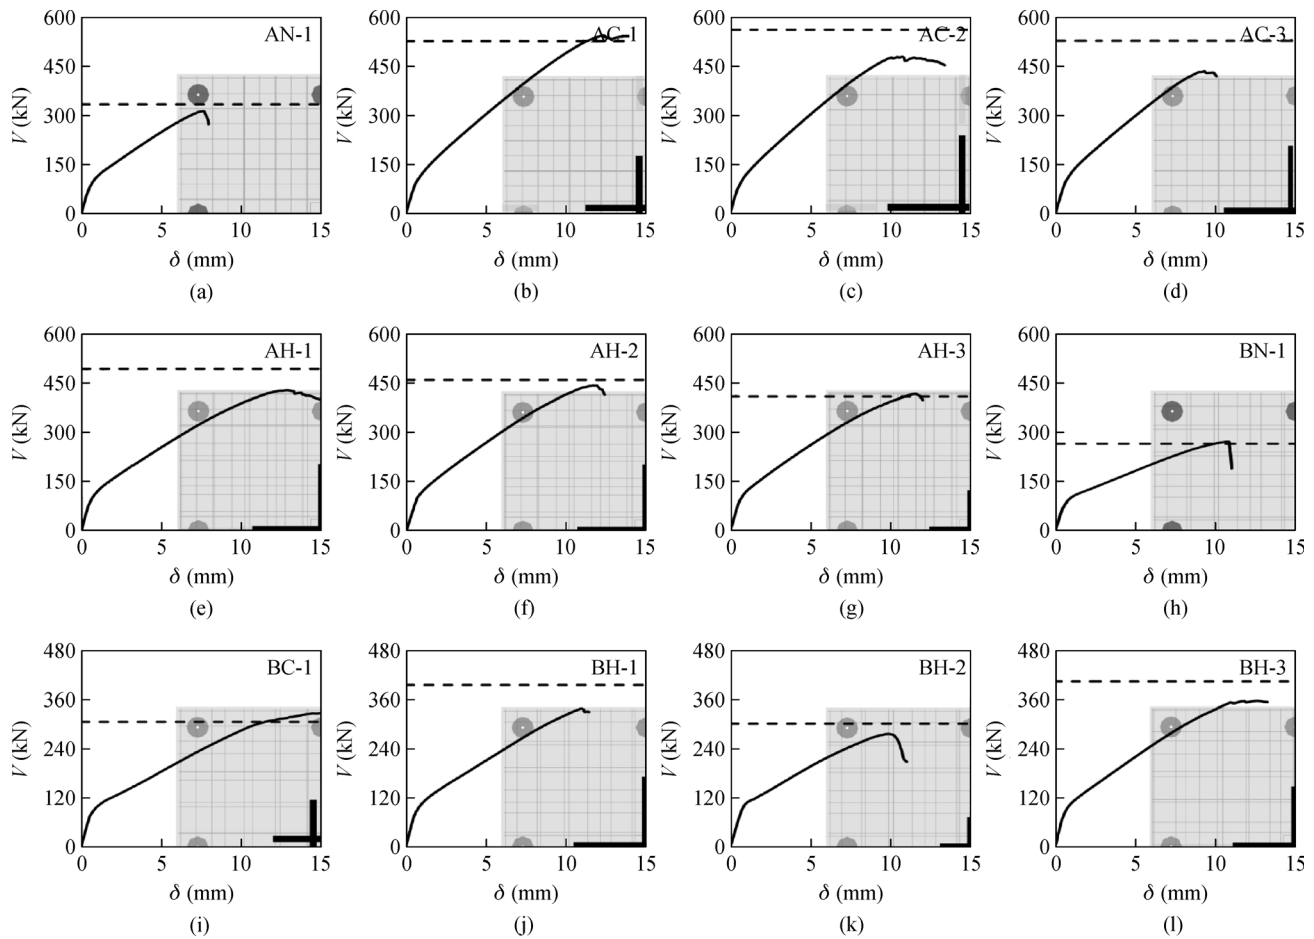 600
450
300
150
0
V (kN)
AN-1
0 5 10 15
δ (mm)
(a)
600
450
300
150
0
V (kN)
AC-1
0 5 10 15
δ (mm)
(b)
600
450
300
150
0
V (kN)
AC-2
0 5 10 15
δ (mm)
(c)
600
450
300
150
0
V (kN)
AC-3
0 5 10 15
δ (mm)
(d)
600
450
300
150
0
V (kN)
AH-1
0 5 10 15
δ (mm)
(e)
600
450
300
150
0
V (kN)
AH-2
0 5 10 15
δ (mm)
(f)
600
450
300
150
0
V (kN)
AH-3
0 5 10 15
δ (mm)
(g)
600
450
300
150
0
V (kN)
BN-1
0 5 10 15
δ (mm)
(h)
480
360
240
120
0
V (kN)
BC-1
0 5 10 15
δ (mm)
(i)
480
360
240
120
0
V (kN)
BH-1
0 5 10 15
δ (mm)
(j)
480
360
240
120
0
V (kN)
BH-2
0 5 10 15
δ (mm)
(k)
480
360
240
120
0
V (kN)
BH-3
0 5 10 15
δ (mm)
(l)